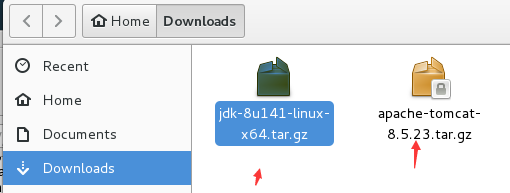 Home Downloads
Recent
Home
Documents
Downloads
jdk-8u141-linux-
x64.tar.gz
apache-tomcat-
8.5.23.tar.gz